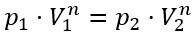 p₁ · V₁ⁿ = p₂ · V₂ⁿ